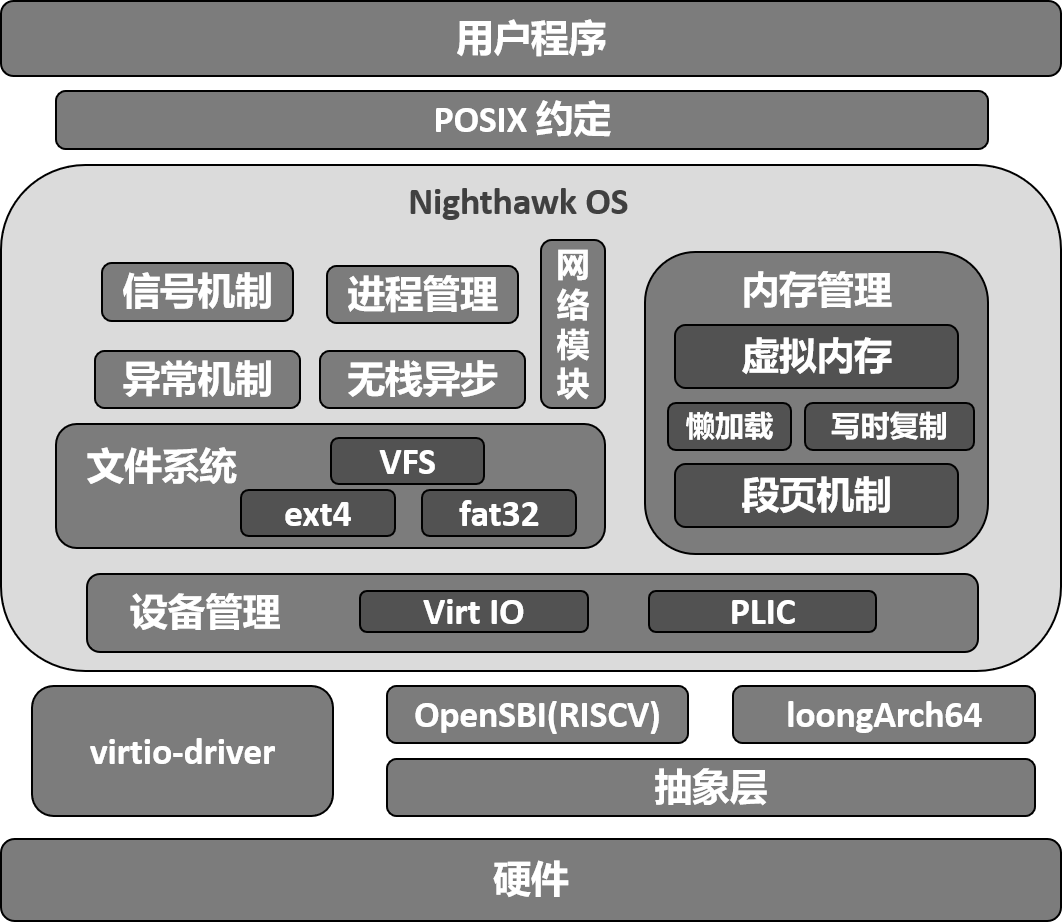 用户程序
POSIX 约定
Nighthawk OS
信号机制
进程管理
网络模块
异常机制
无栈异步
内存管理
虚拟内存
懒加载
写时复制
段页机制
文件系统
VFS
ext4
fat32
设备管理
Virt IO
PLIC
virtio-driver
OpenSBI(RISCV)
loongArch64
抽象层
硬件